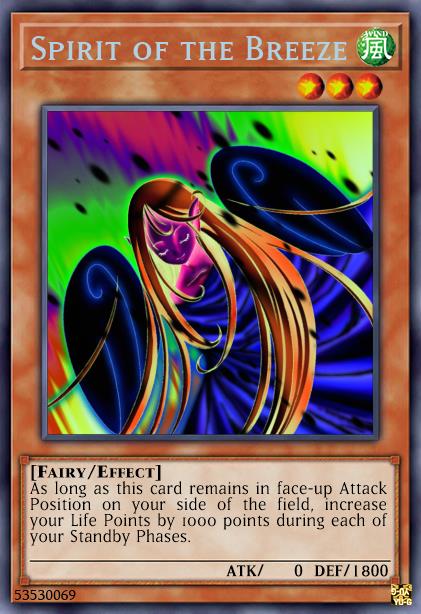 Spirit of the Breeze
WIND
風
[Fairy/Effect]
As long as this card remains in face-up Attack
Position on your side of the field, increase
your Life Points by 1000 points during each of
your Standby Phases.
ATK/ 0 DEF/1800
53530069